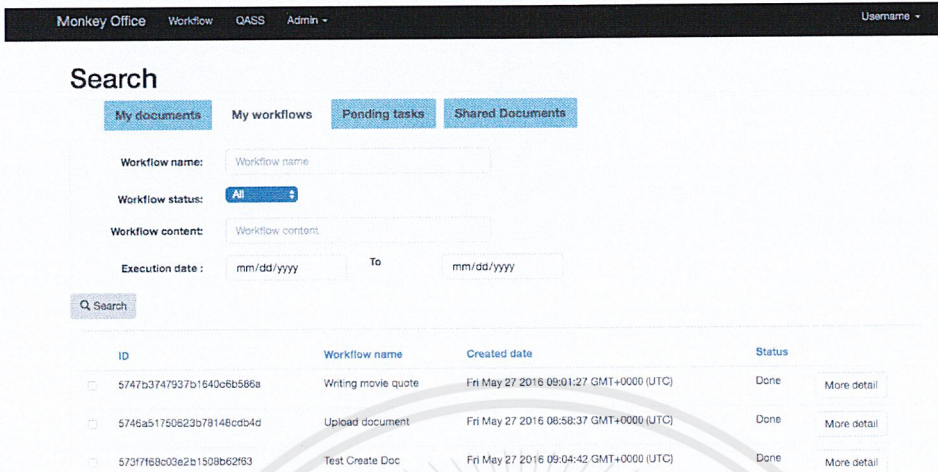 Monkey Office Workflow QASS Admin Username
Search
My documents My workflows Pending tasks Shared Documents
Workflow name: Workflow name
Workflow status: All
Workflow content: Workflow content
Execution date : mm/dd/yyyy To mm/dd/yyyy
Search
ID Workflow name Created date Status
5747b3747937b1640c6b586a Writing movie quote Fri May 27 2016 09:01:27 GMT+0000 (UTC) Done More detail
5746a51750623b78148cdb4d Upload document Fri May 27 2016 08:58:37 GMT+0000 (UTC) Done More detail
573f7f68c03e2b1508b62f63 Test Create Doc Fri May 27 2016 09:04:42 GMT+0000 (UTC) Done More detail